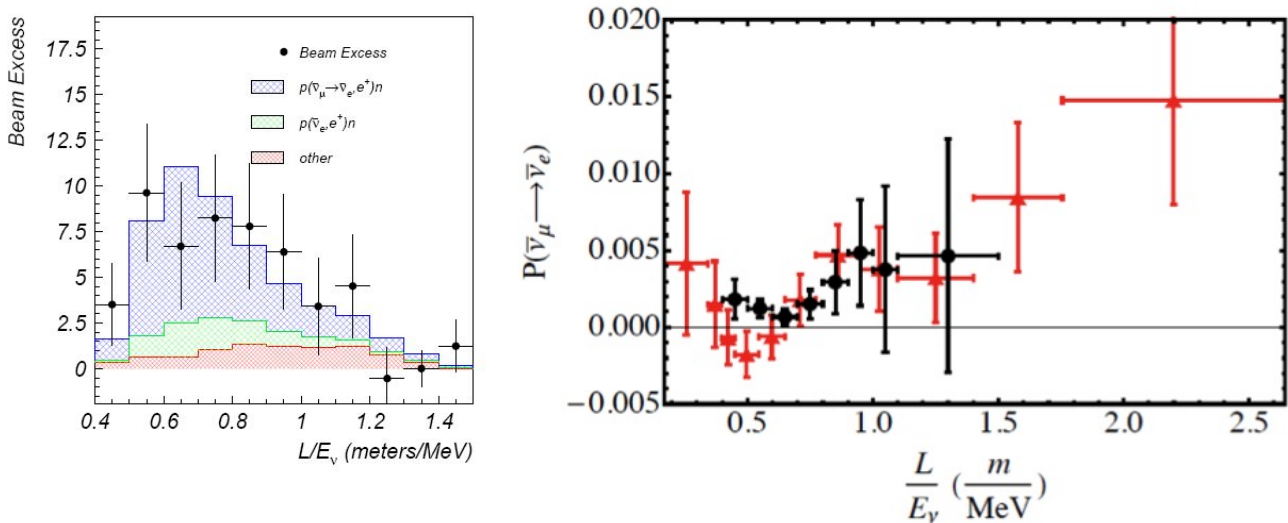 Beam Excess
17.5
15
12.5
10
7.5
5
2.5
0
0.4 0.6 0.8 1 1.2 1.4
L/Eν (meters/MeV)
Beam Excess
p(ν̅μ→ν̅e,e⁺)n
p(ν̅e,e⁺)n
other
P(ν̅μ⟶ν̅e)
0.020
0.015
0.010
0.005
0.000
−0.005
0.5 1.0 1.5 2.0 2.5
L/Eν (m/MeV)